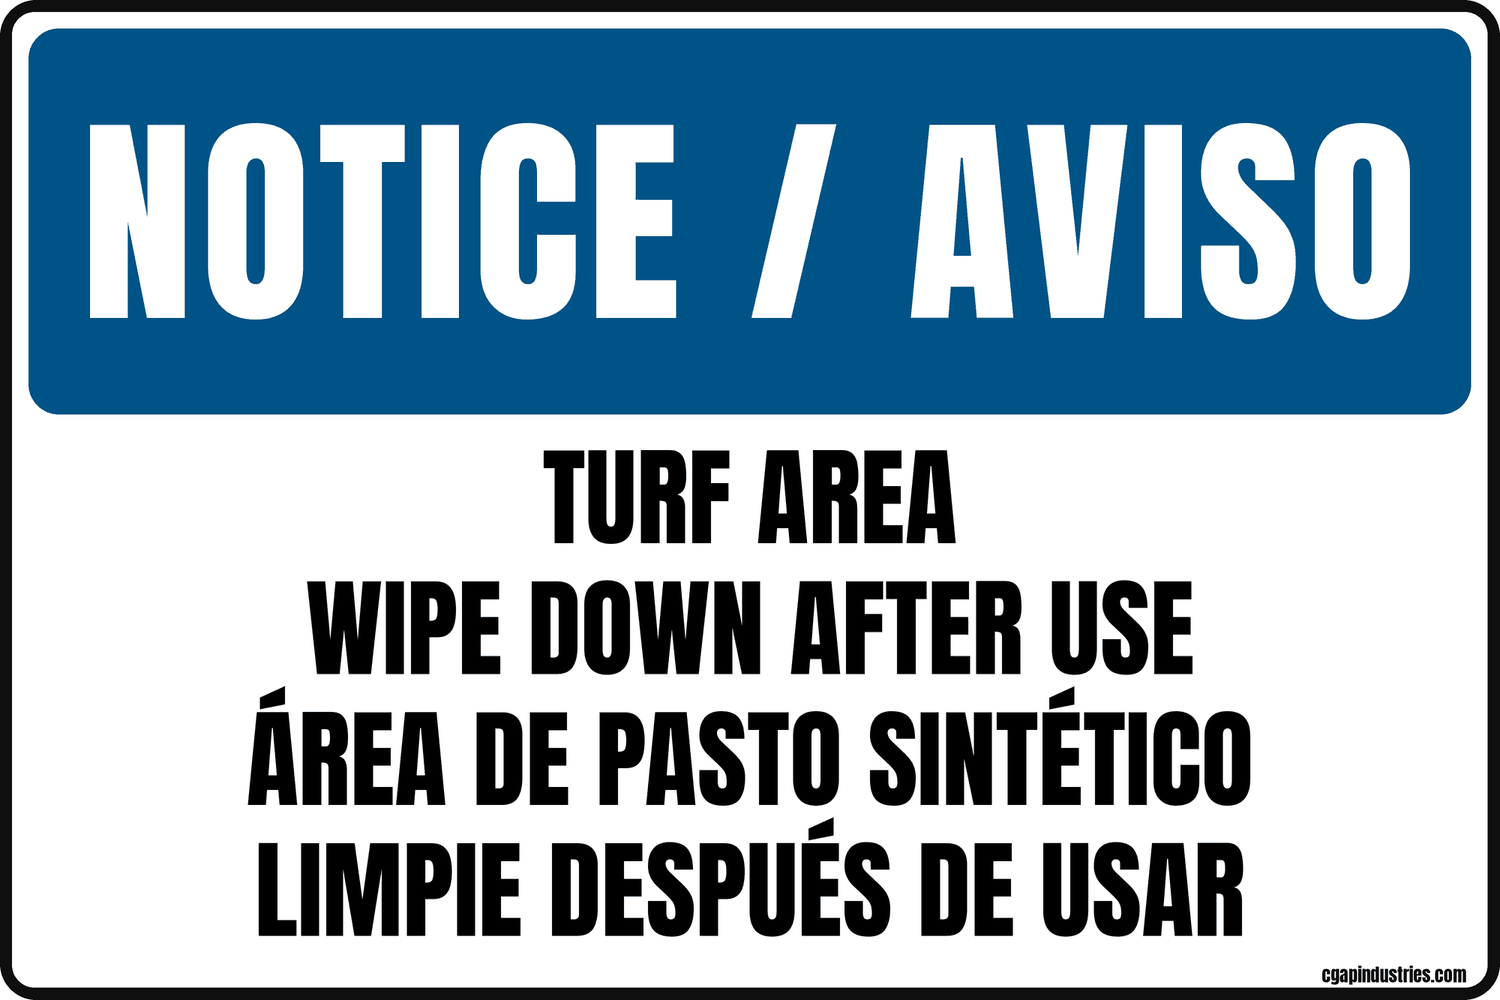 NOTICE / AVISO
TURF AREA
WIPE DOWN AFTER USE
ÁREA DE PASTO SINTÉTICO
LIMPIE DESPUÉS DE USAR
cgapindustries.com